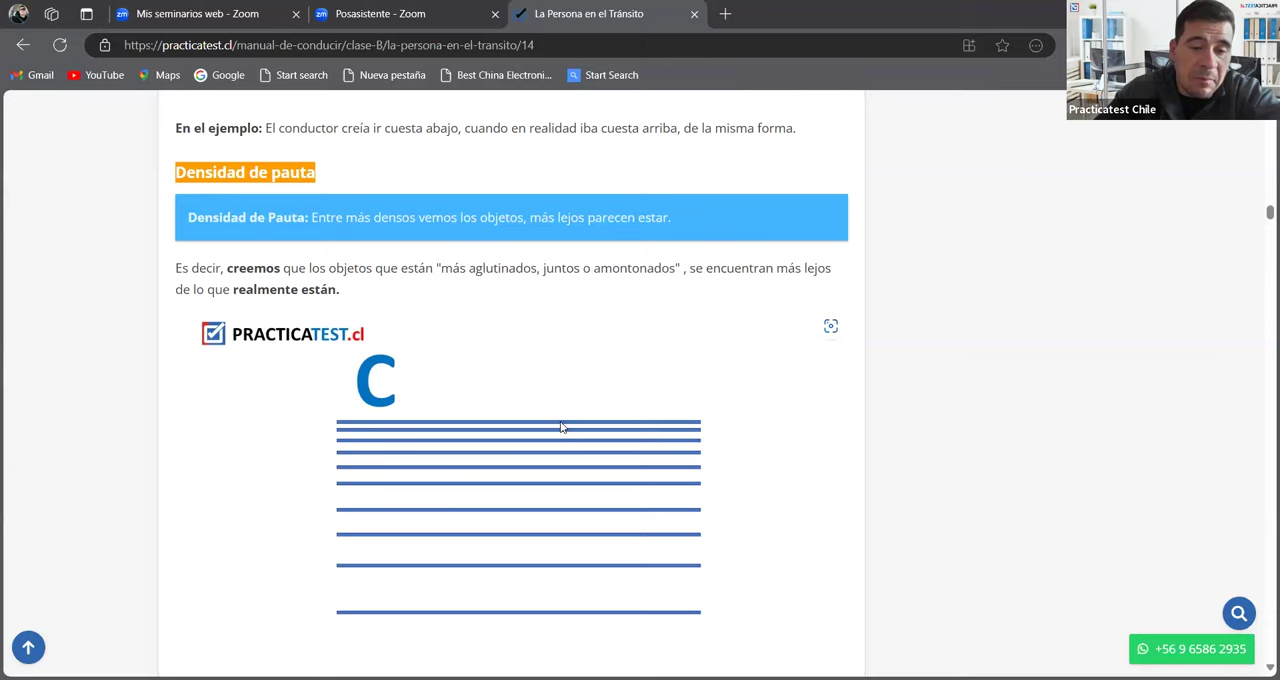 Mis seminarios web - Zoom
Posasistente - Zoom
La Persona en el Tránsito
https://practicatest.cl/manual-de-conducir/clase-B/la-persona-en-el-transito/14
Gmail
YouTube
Maps
Google
Start search
Nueva pestaña
Best China Electroni...
Start Search
Practicatest Chile
En el ejemplo: El conductor creía ir cuesta abajo, cuando en realidad iba cuesta arriba, de la misma forma.
Densidad de pauta
Densidad de Pauta: Entre más densos vemos los objetos, más lejos parecen estar.
Es decir, creemos que los objetos que están "más aglutinados, juntos o amontonados" , se encuentran más lejos
de lo que realmente están.
PRACTICATEST.cl
C
+56 9 6586 2935